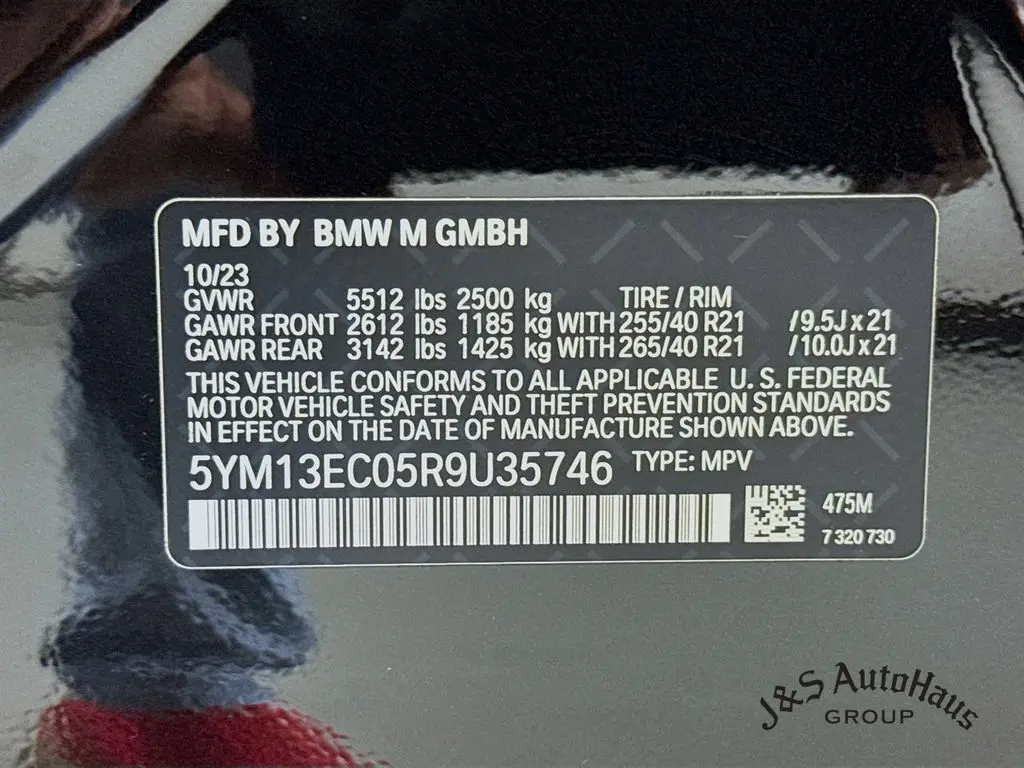 MFD BY BMW M GMBH
10/23
GVWR 5512 lbs 2500 kg TIRE / RIM
GAWR FRONT 2612 lbs 1185 kg WITH 255/40 R21 /9.5J x 21
GAWR REAR 3142 lbs 1425 kg WITH 265/40 R21 /10.0J x 21
THIS VEHICLE CONFORMS TO ALL APPLICABLE U. S. FEDERAL
MOTOR VEHICLE SAFETY AND THEFT PREVENTION STANDARDS
IN EFFECT ON THE DATE OF MANUFACTURE SHOWN ABOVE.
5YM13EC05R9U35746 TYPE: MPV
475M
7 320 730
J&S AutoHaus
GROUP